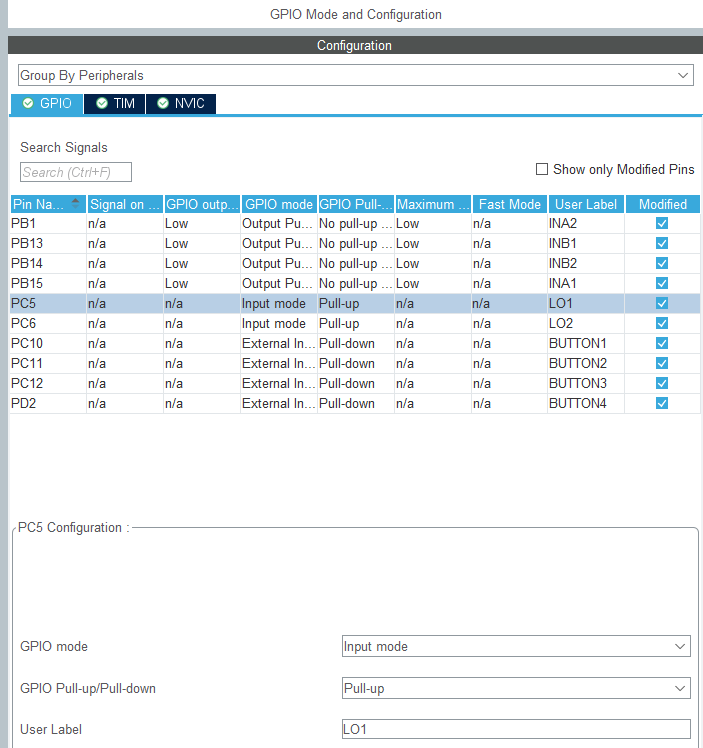 GPIO Mode and Configuration
Configuration
Group By Peripherals
GPIO TIM NVIC
Search Signals
Search (Ctrl+F)
Show only Modified Pins
Pin Na... Signal on ... GPIO outp... GPIO mode GPIO Pull-... Maximum ... Fast Mode User Label Modified
PB1 n/a Low Output Pu... No pull-up ... Low n/a INA2
PB13 n/a Low Output Pu... No pull-up ... Low n/a INB1
PB14 n/a Low Output Pu... No pull-up ... Low n/a INB2
PB15 n/a Low Output Pu... No pull-up ... Low n/a INA1
PC5 n/a n/a Input mode Pull-up n/a n/a LO1
PC6 n/a n/a Input mode Pull-up n/a n/a LO2
PC10 n/a n/a External In... Pull-down n/a n/a BUTTON1
PC11 n/a n/a External In... Pull-down n/a n/a BUTTON2
PC12 n/a n/a External In... Pull-down n/a n/a BUTTON3
PD2 n/a n/a External In... Pull-down n/a n/a BUTTON4
PC5 Configuration :
GPIO mode Input mode
GPIO Pull-up/Pull-down Pull-up
User Label LO1